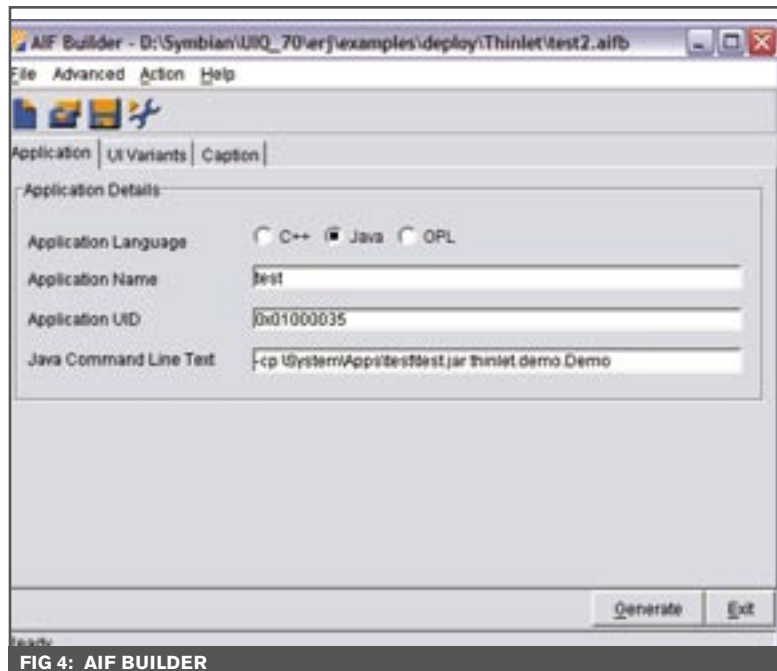 AIF Builder - D:\Symbian\UIQ_70\erj\examples\deploy\Thinlet\test2.aifb
File Advanced Action Help
Application UI Variants Caption
Application Details
Application Language C++ Java OPL
Application Name test
Application UID 0x01000035
Java Command Line Text -cp \System\Apps\test\test.jar thinlet.demo.Demo
Generate Exit
Ready
FIG 4: AIF BUILDER